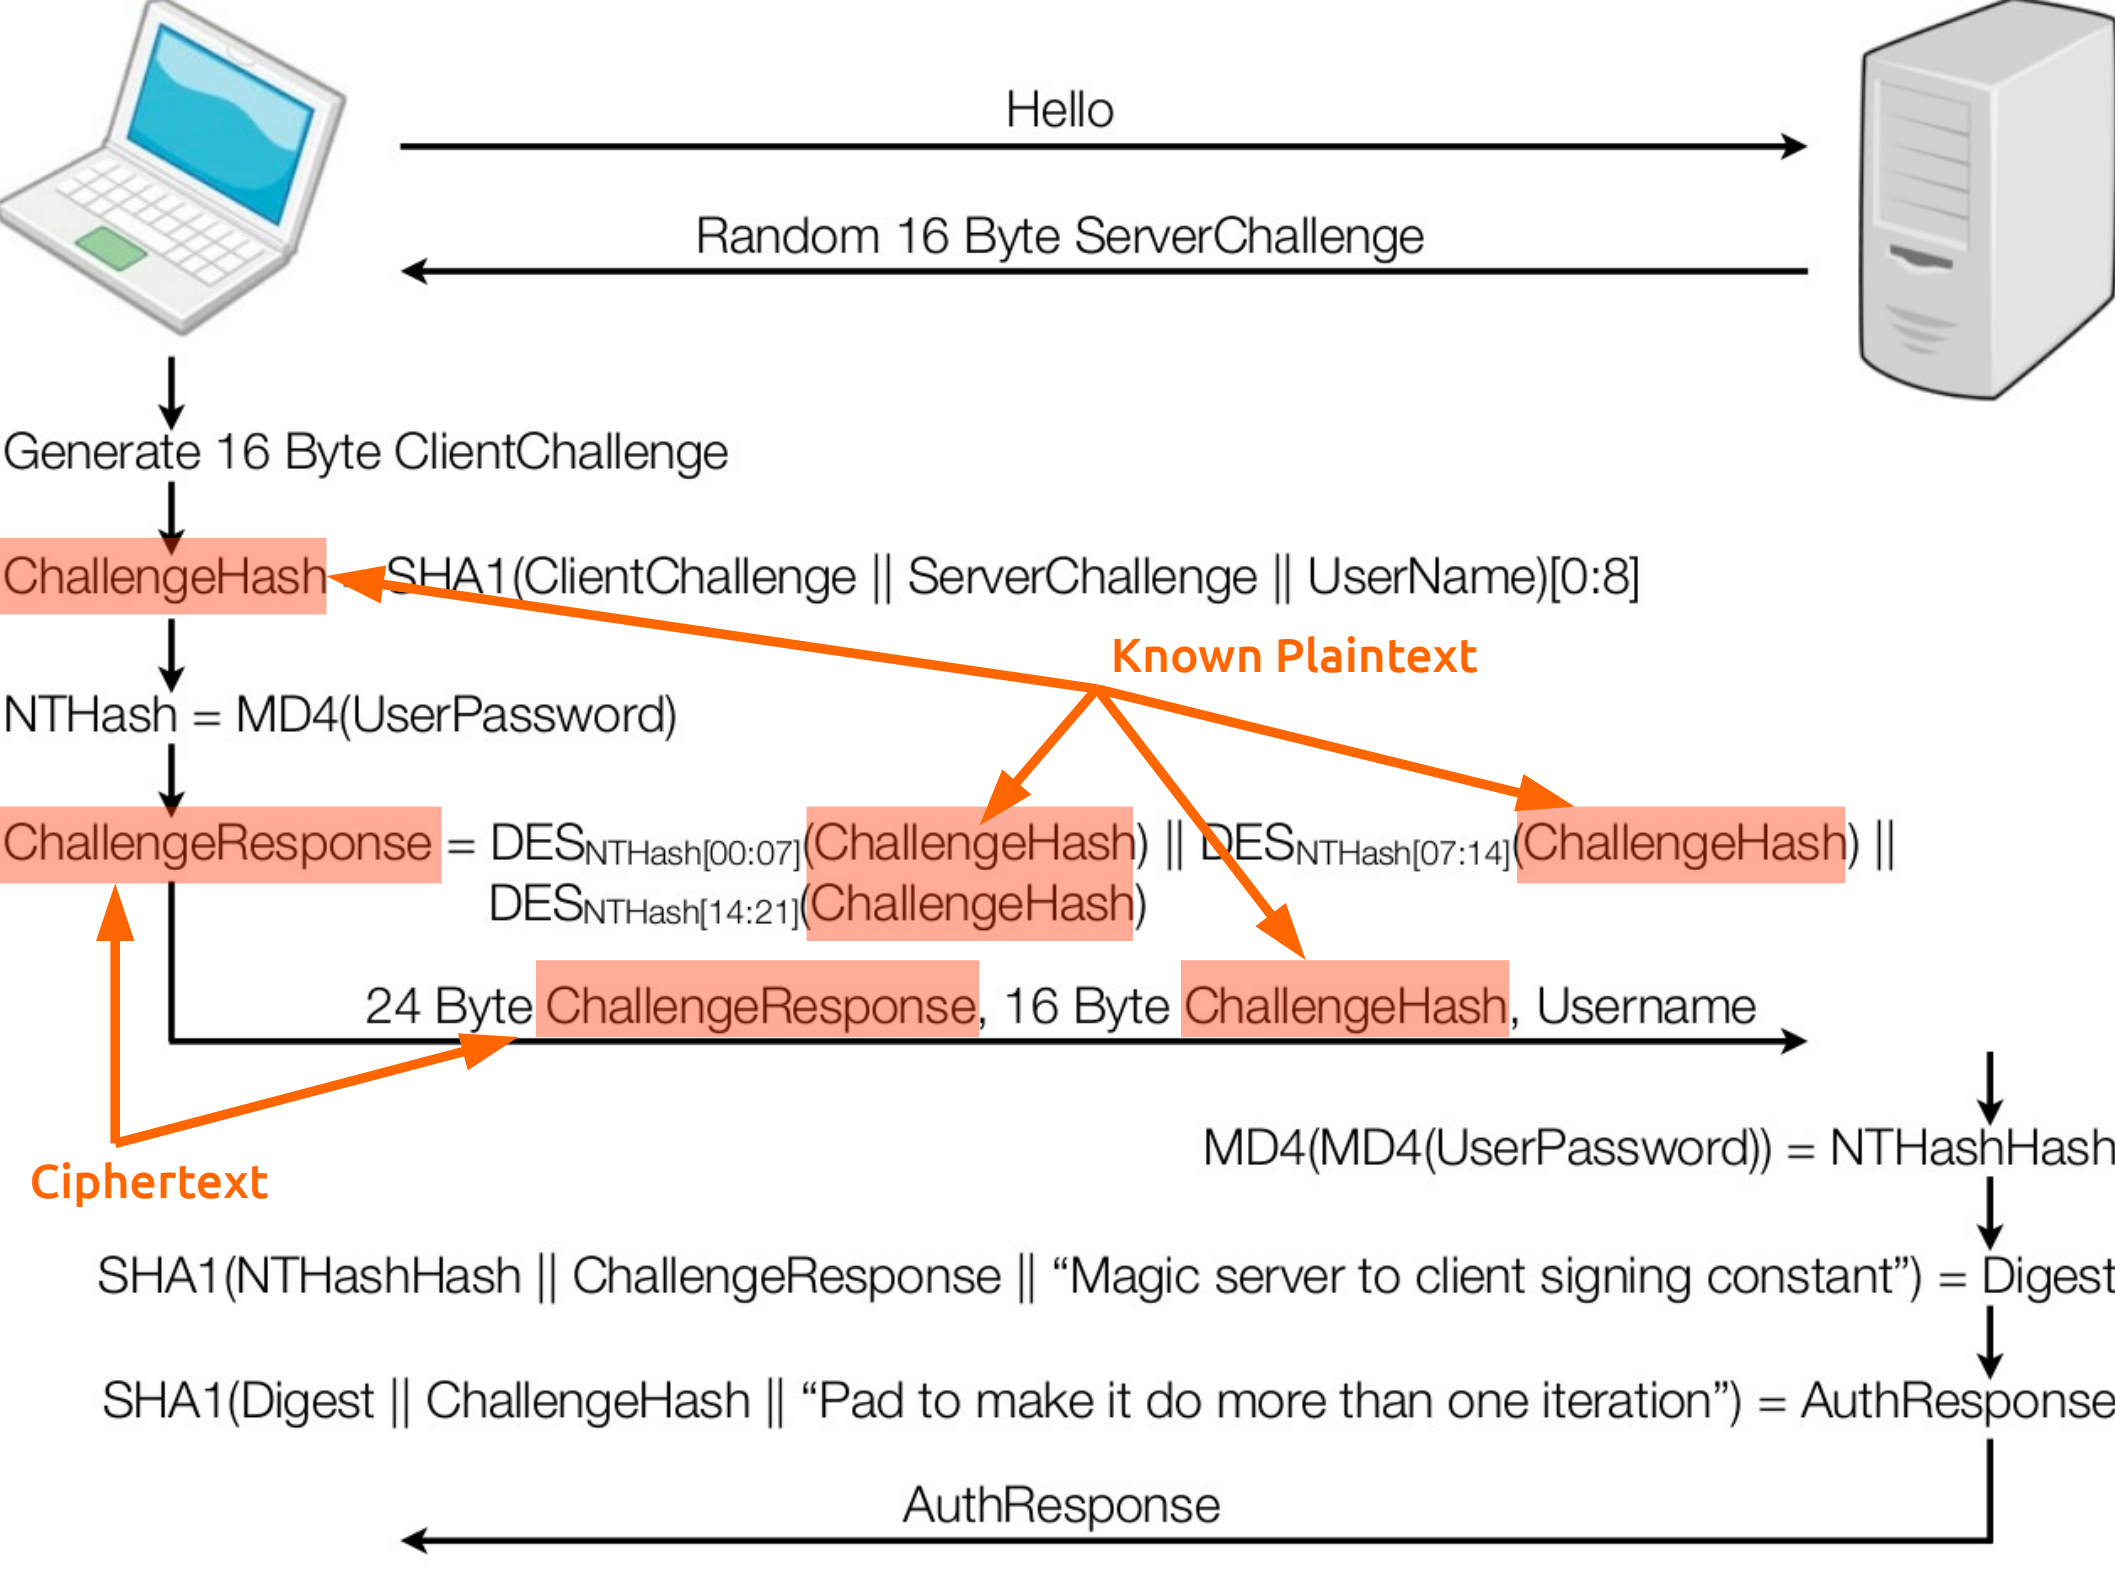 Hello
Random 16 Byte ServerChallenge
Generate 16 Byte ClientChallenge
ChallengeHash SHA1(ClientChallenge || ServerChallenge || UserName)[0:8]
Known Plaintext
NTHash = MD4(UserPassword)
ChallengeResponse = DESNTHash[00:07](ChallengeHash) || DESNTHash[07:14](ChallengeHash) ||
DESNTHash[14:21](ChallengeHash)
24 Byte ChallengeResponse, 16 Byte ChallengeHash, Username
MD4(MD4(UserPassword)) = NTHashHash
Ciphertext
SHA1(NTHashHash || ChallengeResponse || “Magic server to client signing constant”) = Digest
SHA1(Digest || ChallengeHash || “Pad to make it do more than one iteration”) = AuthResponse
AuthResponse